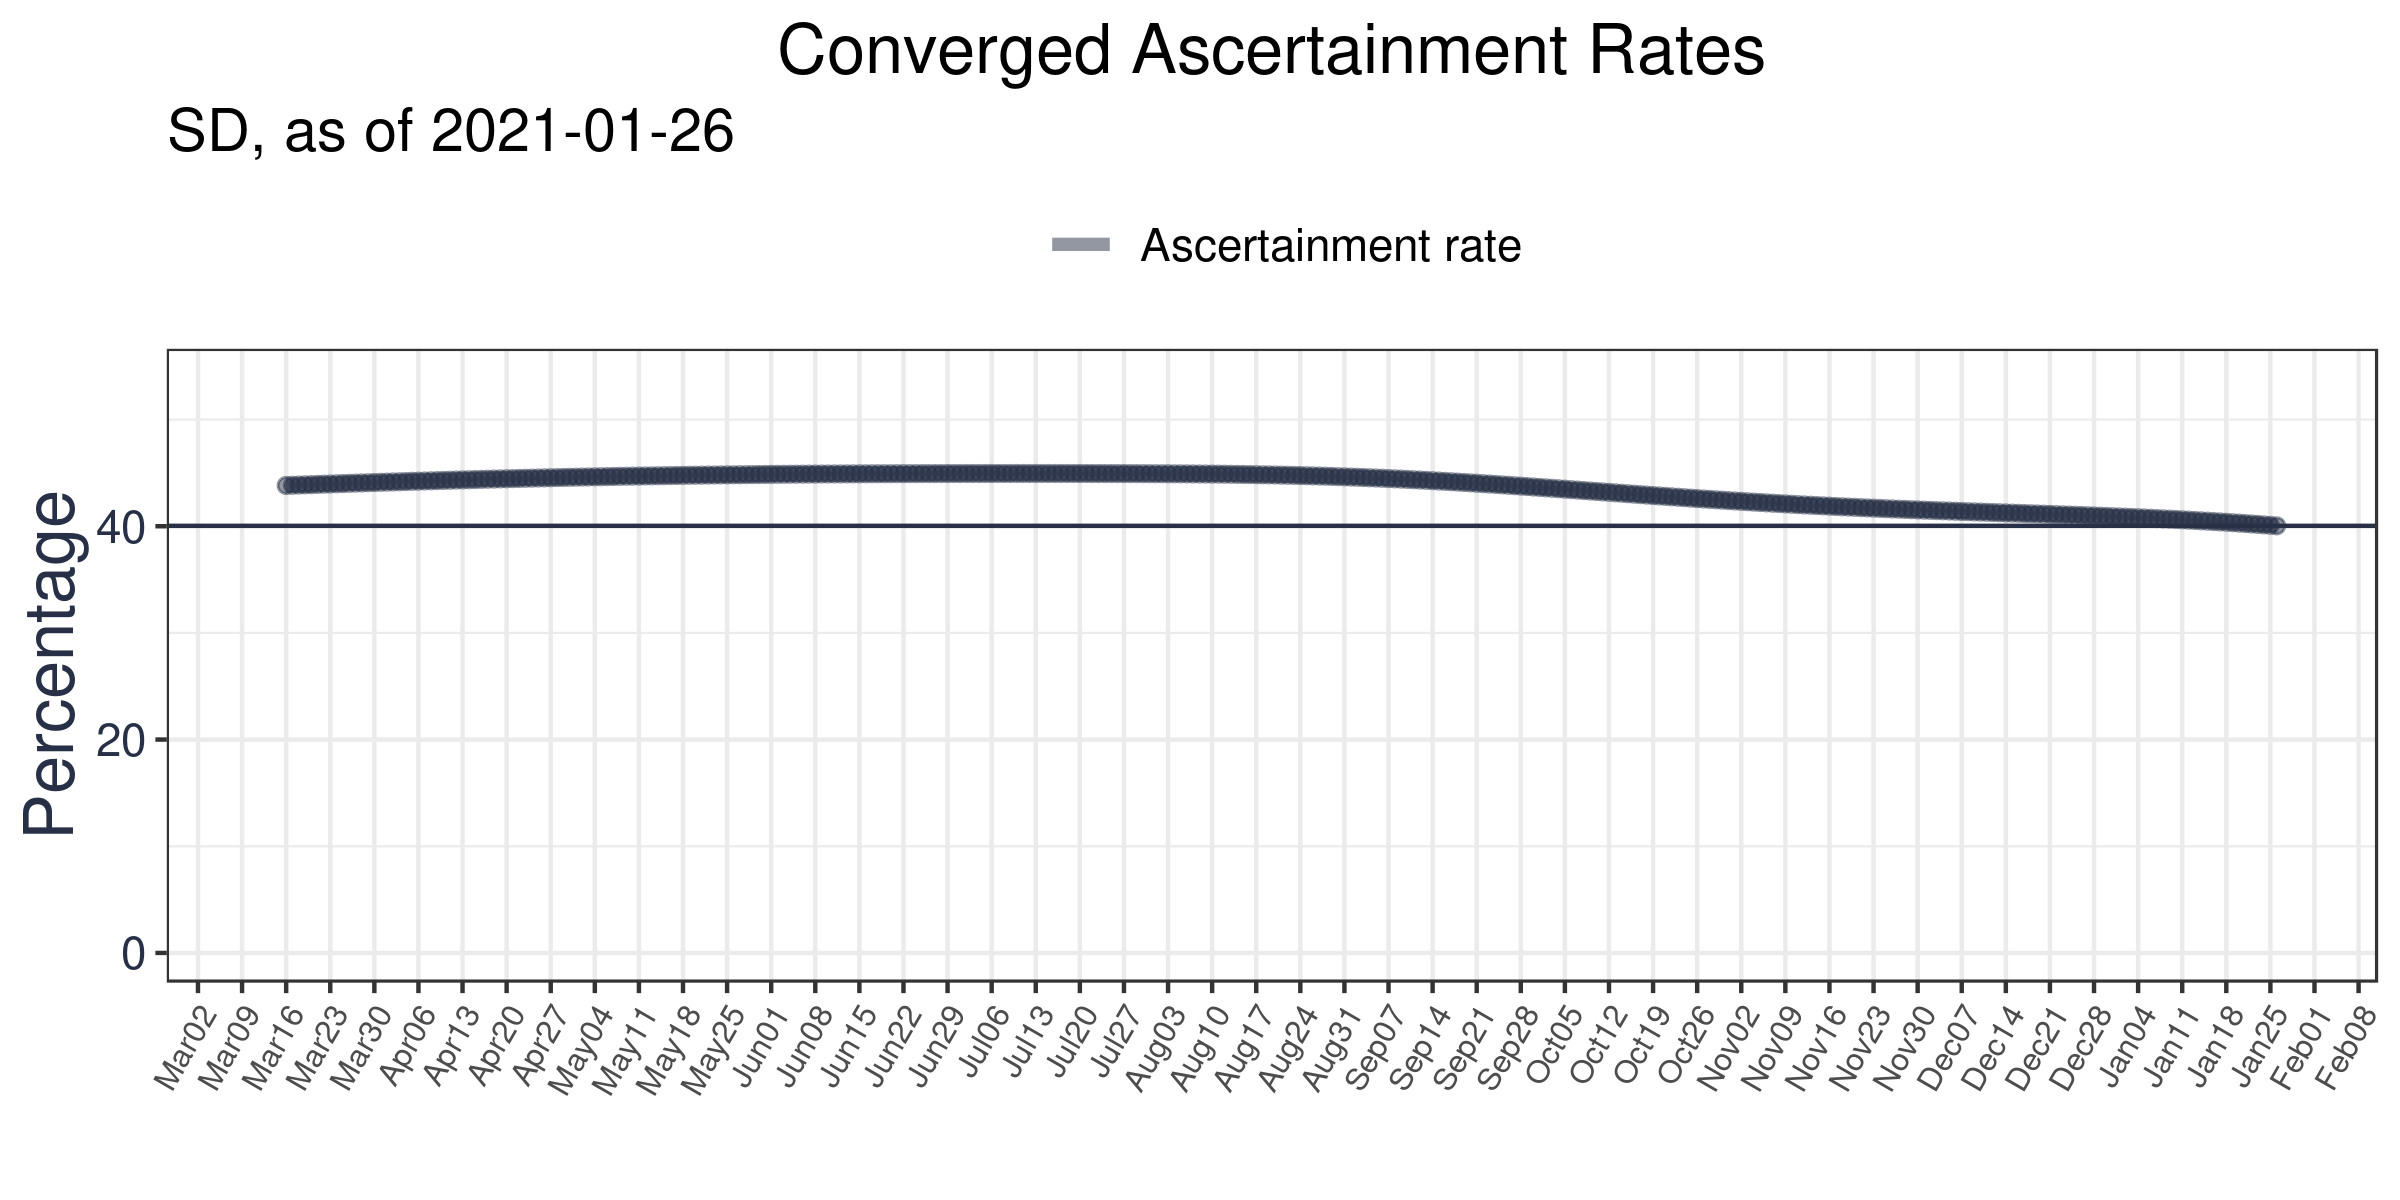 Converged Ascertainment Rates
SD, as of 2021-01-26
Ascertainment rate
Percentage
40
20
0
Mar02
Mar09
Mar16
Mar23
Mar30
Apr06
Apr13
Apr20
Apr27
May04
May11
May18
May25
Jun01
Jun08
Jun15
Jun22
Jun29
Jul06
Jul13
Jul20
Jul27
Aug03
Aug10
Aug17
Aug24
Aug31
Sep07
Sep14
Sep21
Sep28
Oct05
Oct12
Oct19
Oct26
Nov02
Nov09
Nov16
Nov23
Nov30
Dec07
Dec14
Dec21
Dec28
Jan04
Jan11
Jan18
Jan25
Feb01
Feb08